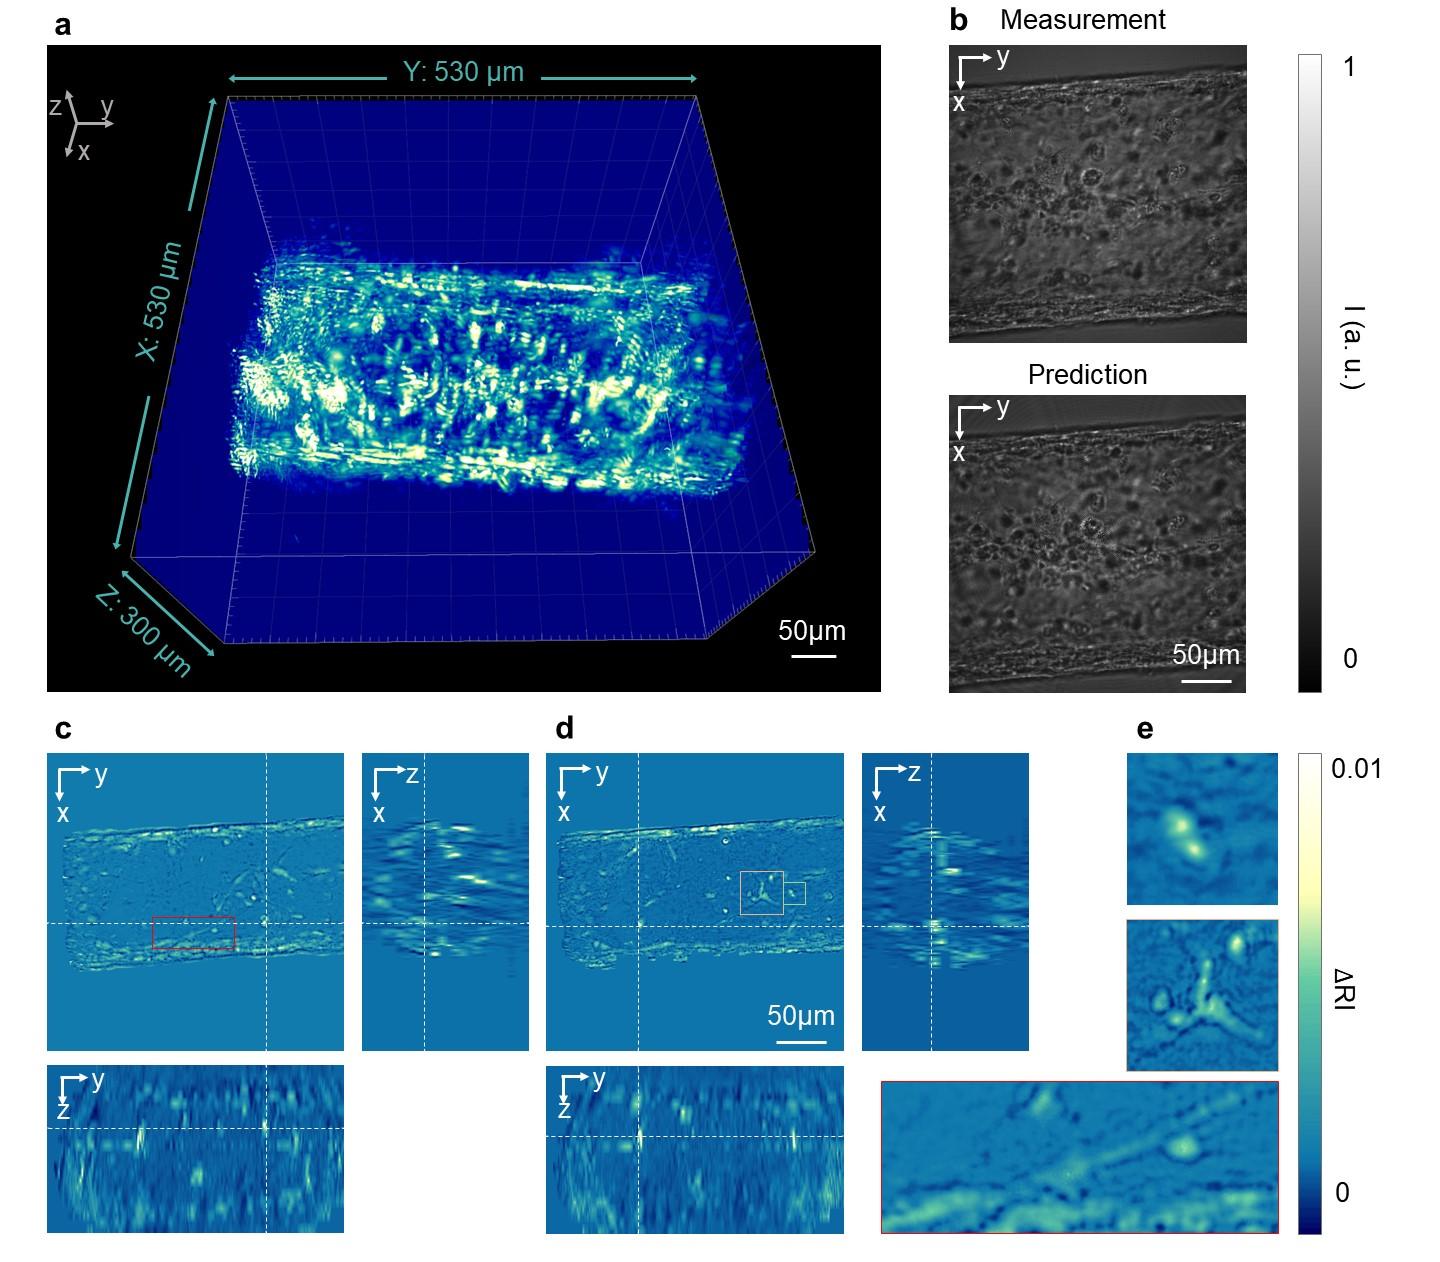 a
Y: 530 µm
z
y
x
X: 530 µm
Z: 300 µm
50µm
b Measurement
y
x
Prediction
y
x
50µm
1
I (a. u.)
0
c
y
x
z
x
y
z
d
y
x
50µm
z
x
y
z
e
0.01
ΔRI
0